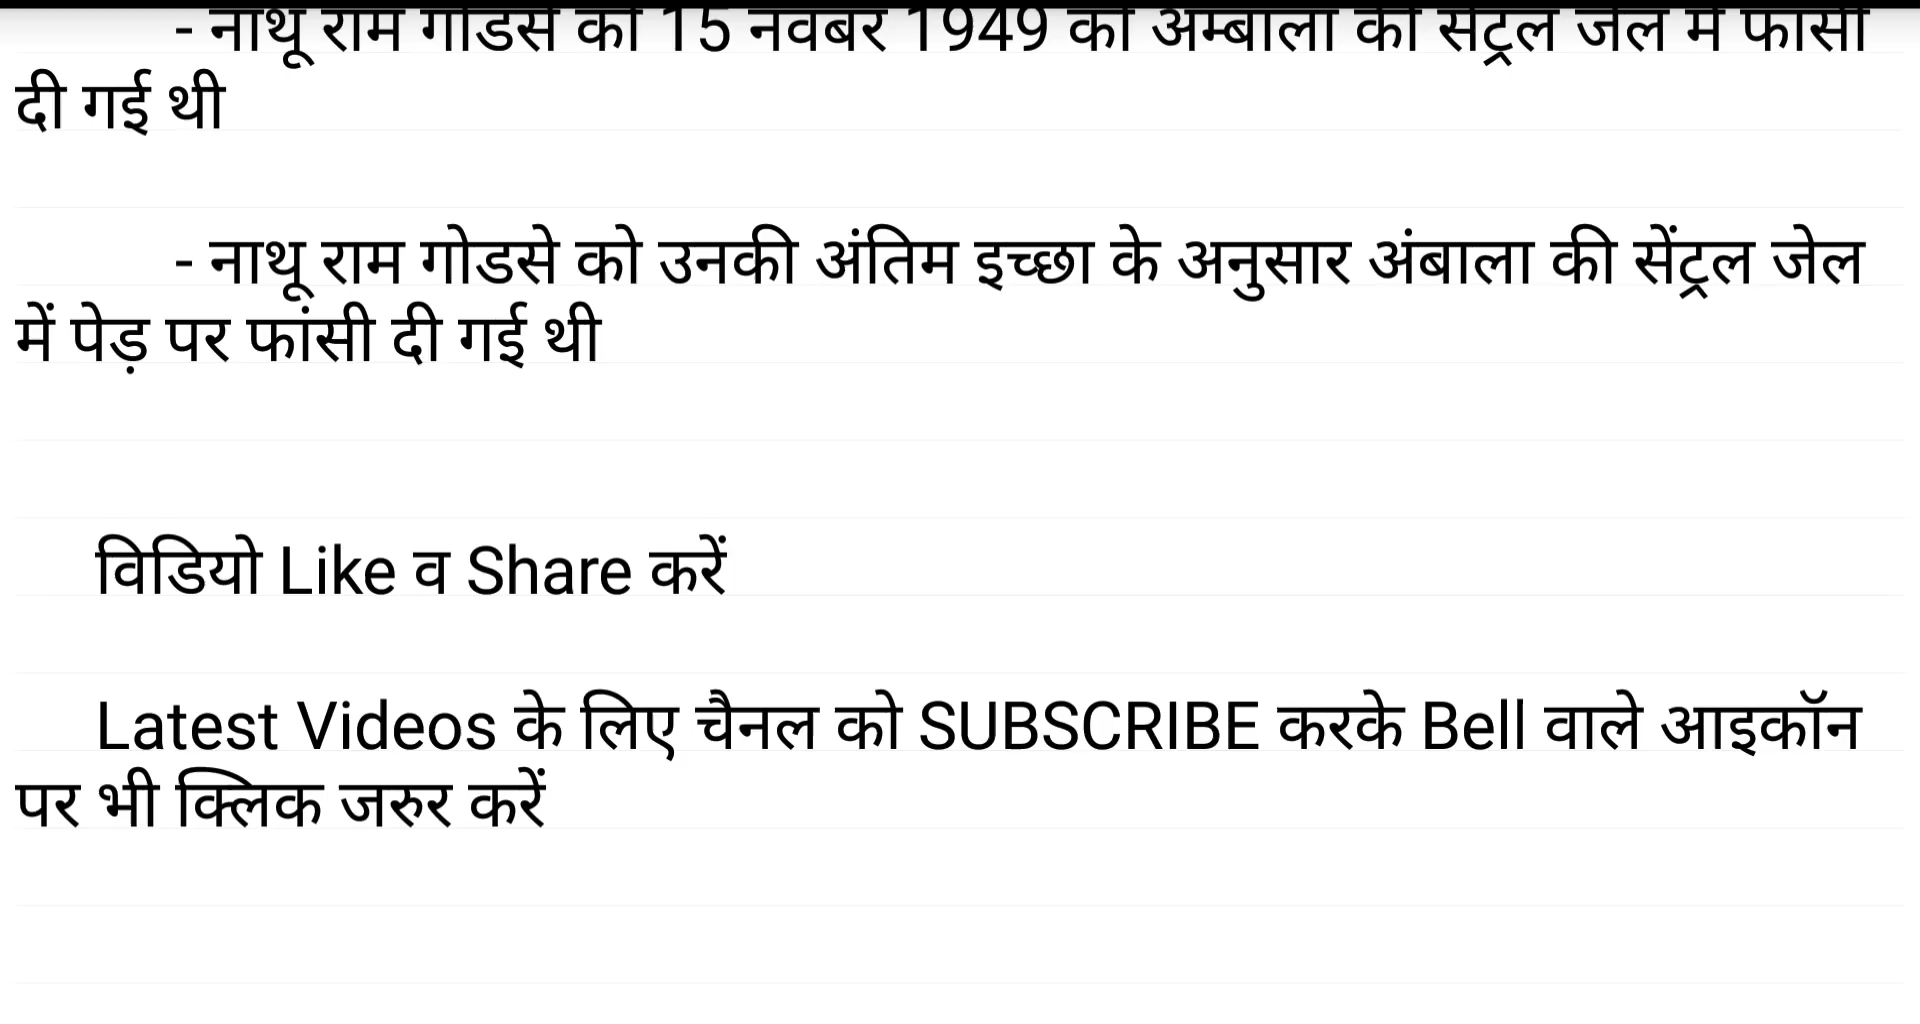 - नाथू राम गोडसे को 15 नवंबर 1949 को अम्बाला की सेंट्रल जेल में फांसी
दी गई थी
- नाथू राम गोडसे को उनकी अंतिम इच्छा के अनुसार अंबाला की सेंट्रल जेल
में पेड़ पर फांसी दी गई थी
विडियो Like व Share करें
Latest Videos के लिए चैनल को SUBSCRIBE करके Bell वाले आइकॉन
पर भी क्लिक जरुर करें